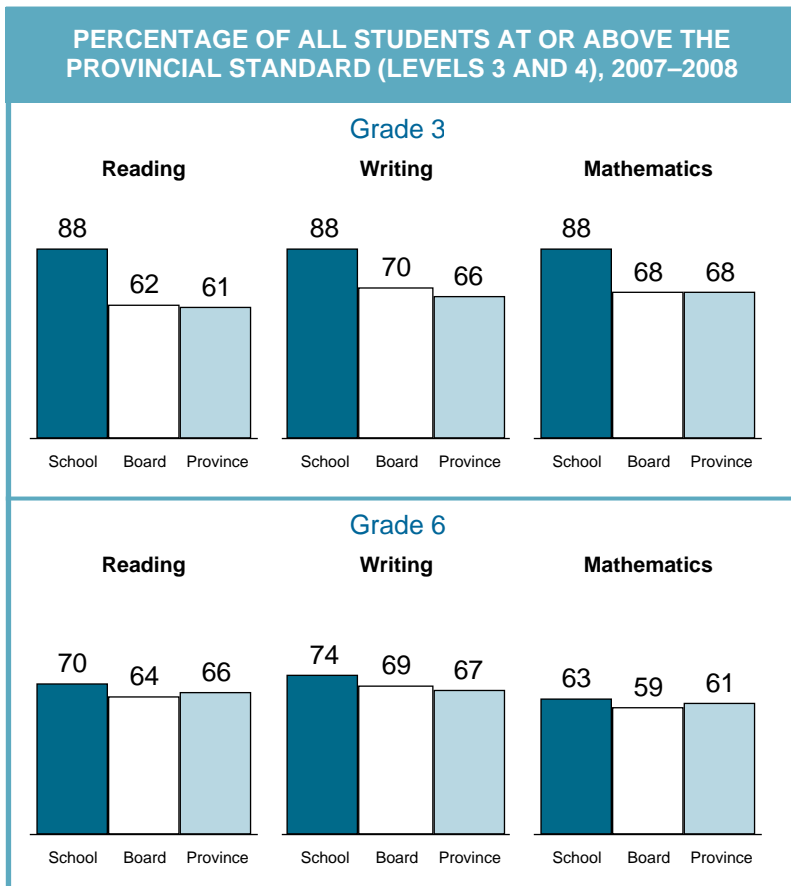 PERCENTAGE OF ALL STUDENTS AT OR ABOVE THE
PROVINCIAL STANDARD (LEVELS 3 AND 4), 2007–2008
Grade 3
Reading Writing Mathematics
88 62 61 88 70 66 88 68 68
School Board Province School Board Province School Board Province
Grade 6
Reading Writing Mathematics
70 64 66 74 69 67 63 59 61
School Board Province School Board Province School Board Province